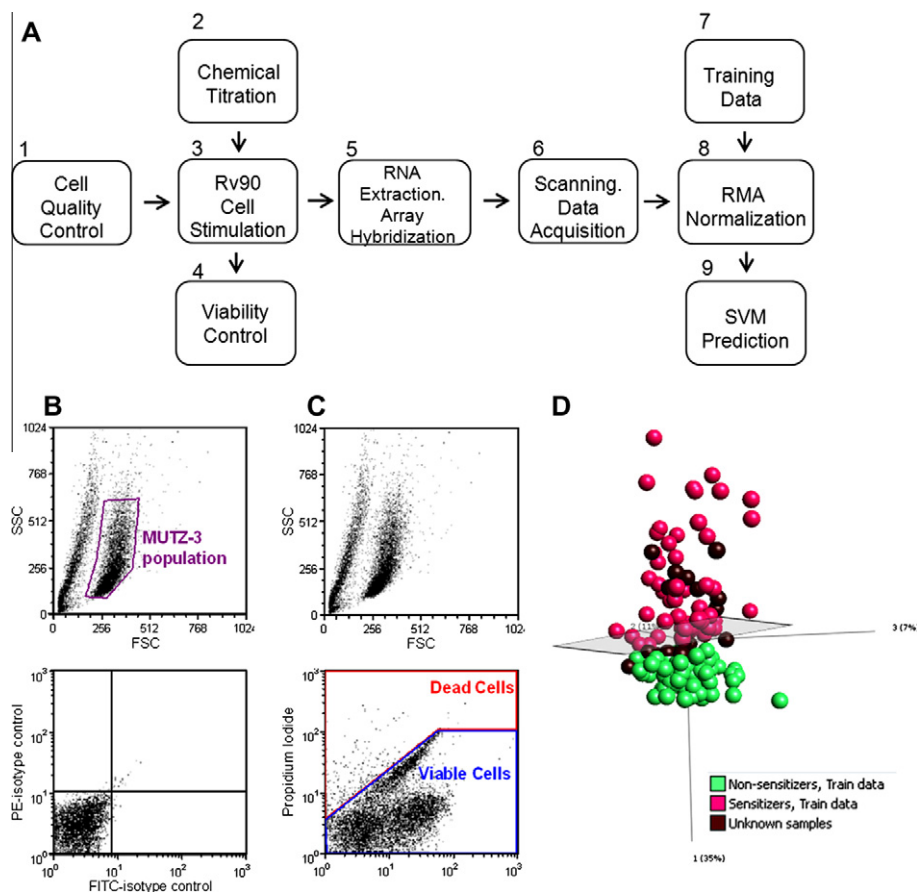 A
2
Chemical
Titration
7
Training
Data
1
Cell
Quality
Control
3
Rv90
Cell
Stimulation
5
RNA
Extraction.
Array
Hybridization
6
Scanning.
Data
Acquisition
8
RMA
Normalization
4
Viability
Control
9
SVM
Prediction
B
1024
768
512
256
0
SSC
MUTZ-3
population
0 256 512 768 1024
FSC
10³
10²
10¹
10⁰
PE-isotype control
10⁰ 10¹ 10² 10³
FITC-isotype control
C
1024
768
512
256
0
SSC
0 256 512 768 1024
FSC
10³
10²
10¹
10⁰
Propidium Iodide
Dead Cells
Viable Cells
10⁰ 10¹ 10² 10³
D
2 (11%
3 (7%)
Non-sensitizers, Train data
Sensitizers, Train data
Unknown samples
1 (35%)